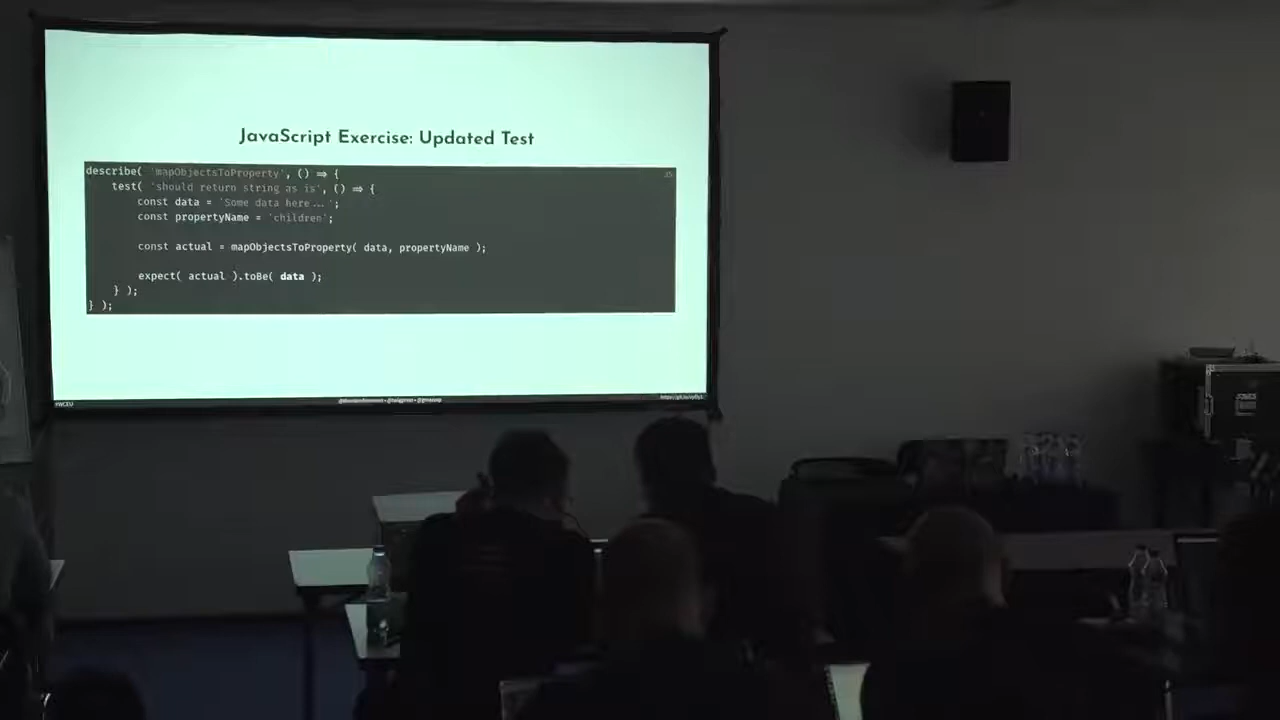 JavaScript Exercise: Updated Test
describe( 'mapObjectsToProperty', () => {
JS
test( 'should return string as is', () => {
const data = 'Some data here...';
const propertyName = 'children';
const actual = mapObjectsToProperty( data, propertyName );
expect( actual ).toBe( data );
} );
} );